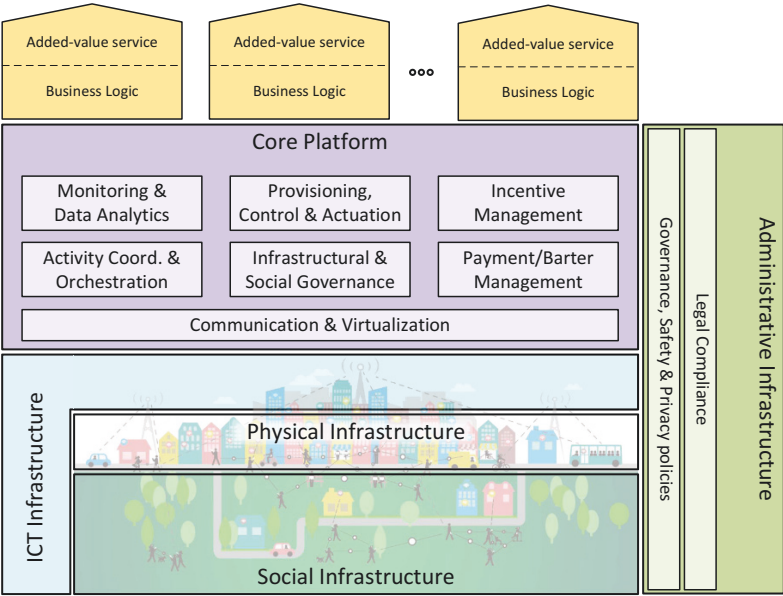 Added-value service
Business Logic
Added-value service
Business Logic
Added-value service
Business Logic
Core Platform
Monitoring &
Data Analytics
Provisioning,
Control & Actuation
Incentive
Management
Activity Coord. &
Orchestration
Infrastructural &
Social Governance
Payment/Barter
Management
Communication & Virtualization
ICT Infrastructure
Physical Infrastructure
Social Infrastructure
Governance, Safety & Privacy policies
Legal Compliance
Administrative Infrastructure